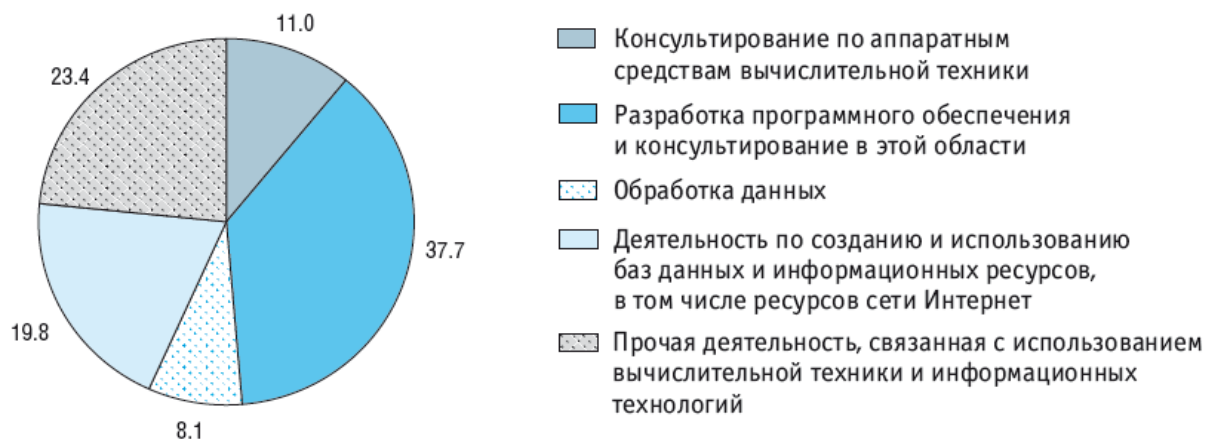 11.0
23.4
37.7
19.8
8.1
Консультирование по аппаратным
средствам вычислительной техники
Разработка программного обеспечения
и консультирование в этой области
Обработка данных
Деятельность по созданию и использованию
баз данных и информационных ресурсов,
в том числе ресурсов сети Интернет
Прочая деятельность, связанная с использованием
вычислительной техники и информационных
технологий